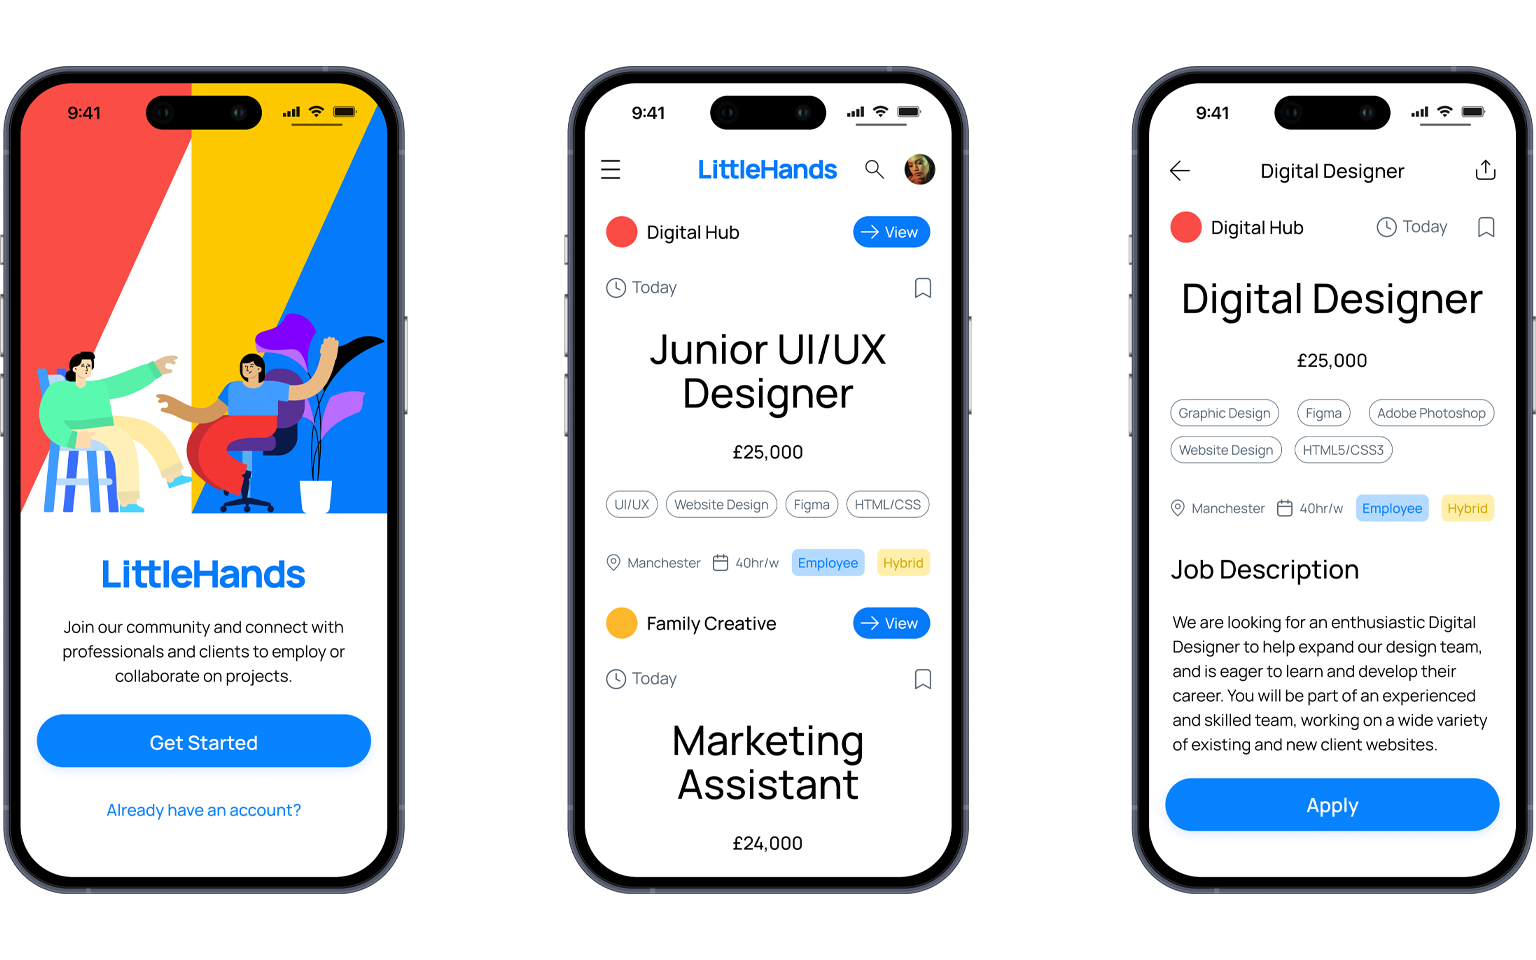 9:41
LittleHands
Join our community and connect with
professionals and clients to employ or
collaborate on projects.
Get Started
Already have an account?
9:41
LittleHands
Digital Hub
View
Today
Junior UI/UX
Designer
£25,000
UI/UX Website Design Figma HTML/CSS
Manchester 40hr/w Employee Hybrid
Family Creative
View
Today
Marketing
Assistant
£24,000
9:41
Digital Designer
Digital Hub
Today
Digital Designer
£25,000
Graphic Design Figma Adobe Photoshop
Website Design HTML5/CSS3
Manchester 40hr/w Employee Hybrid
Job Description
We are looking for an enthusiastic Digital
Designer to help expand our design team,
and is eager to learn and develop their
career. You will be part of an experienced
and skilled team, working on a wide variety
of existing and new client websites.
Apply